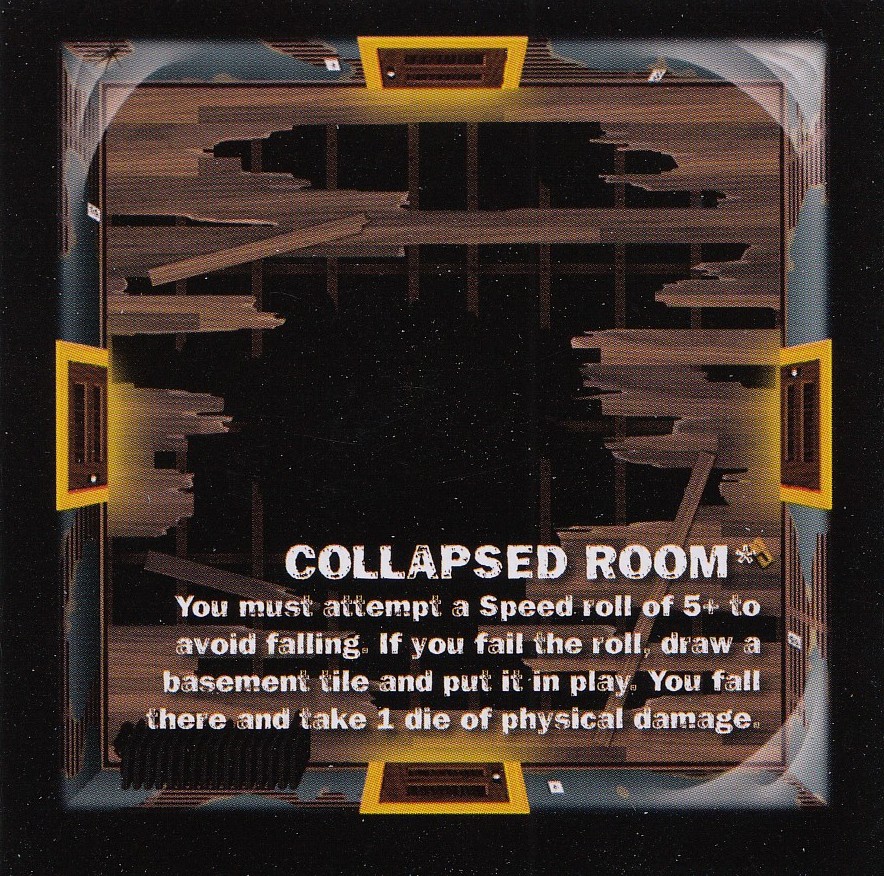 COLLAPSED ROOM*
You must attempt a Speed roll of 5+ to
avoid falling. If you fail the roll, draw a
basement tile and put it in play. You fall
there and take 1 die of physical damage.